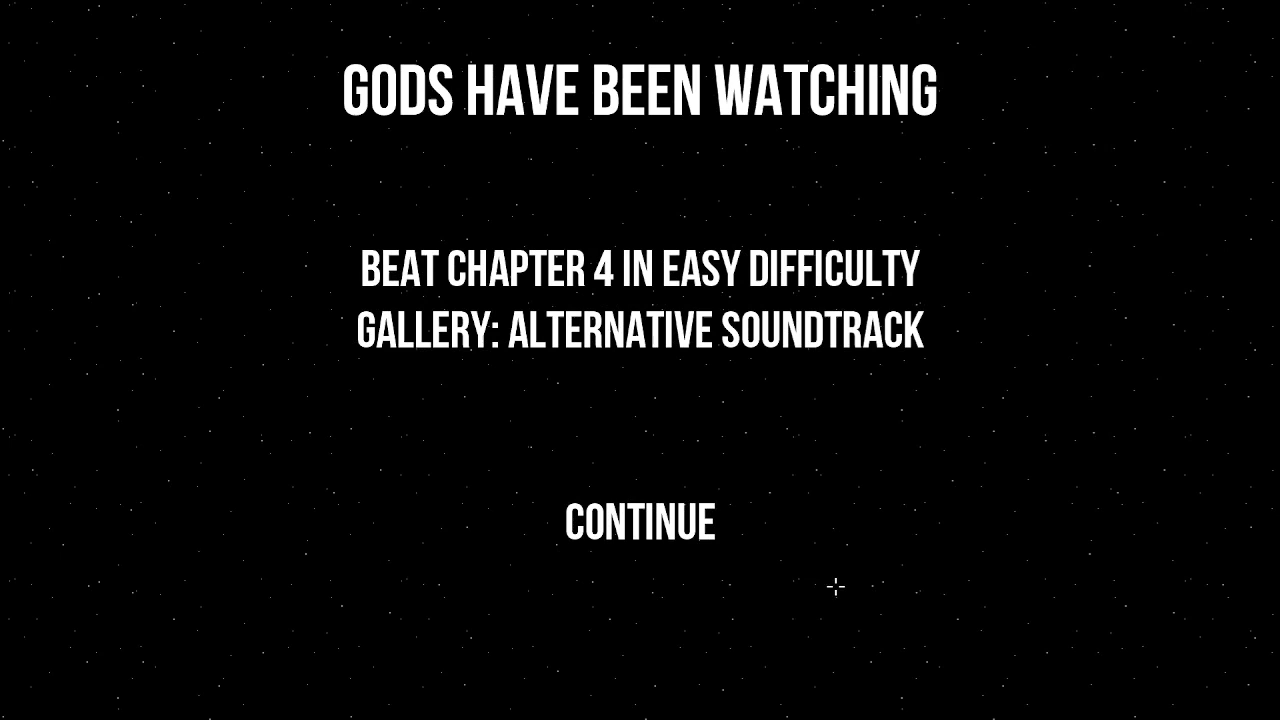 GODS HAVE BEEN WATCHING
BEAT CHAPTER 4 IN EASY DIFFICULTY
GALLERY: ALTERNATIVE SOUNDTRACK
CONTINUE